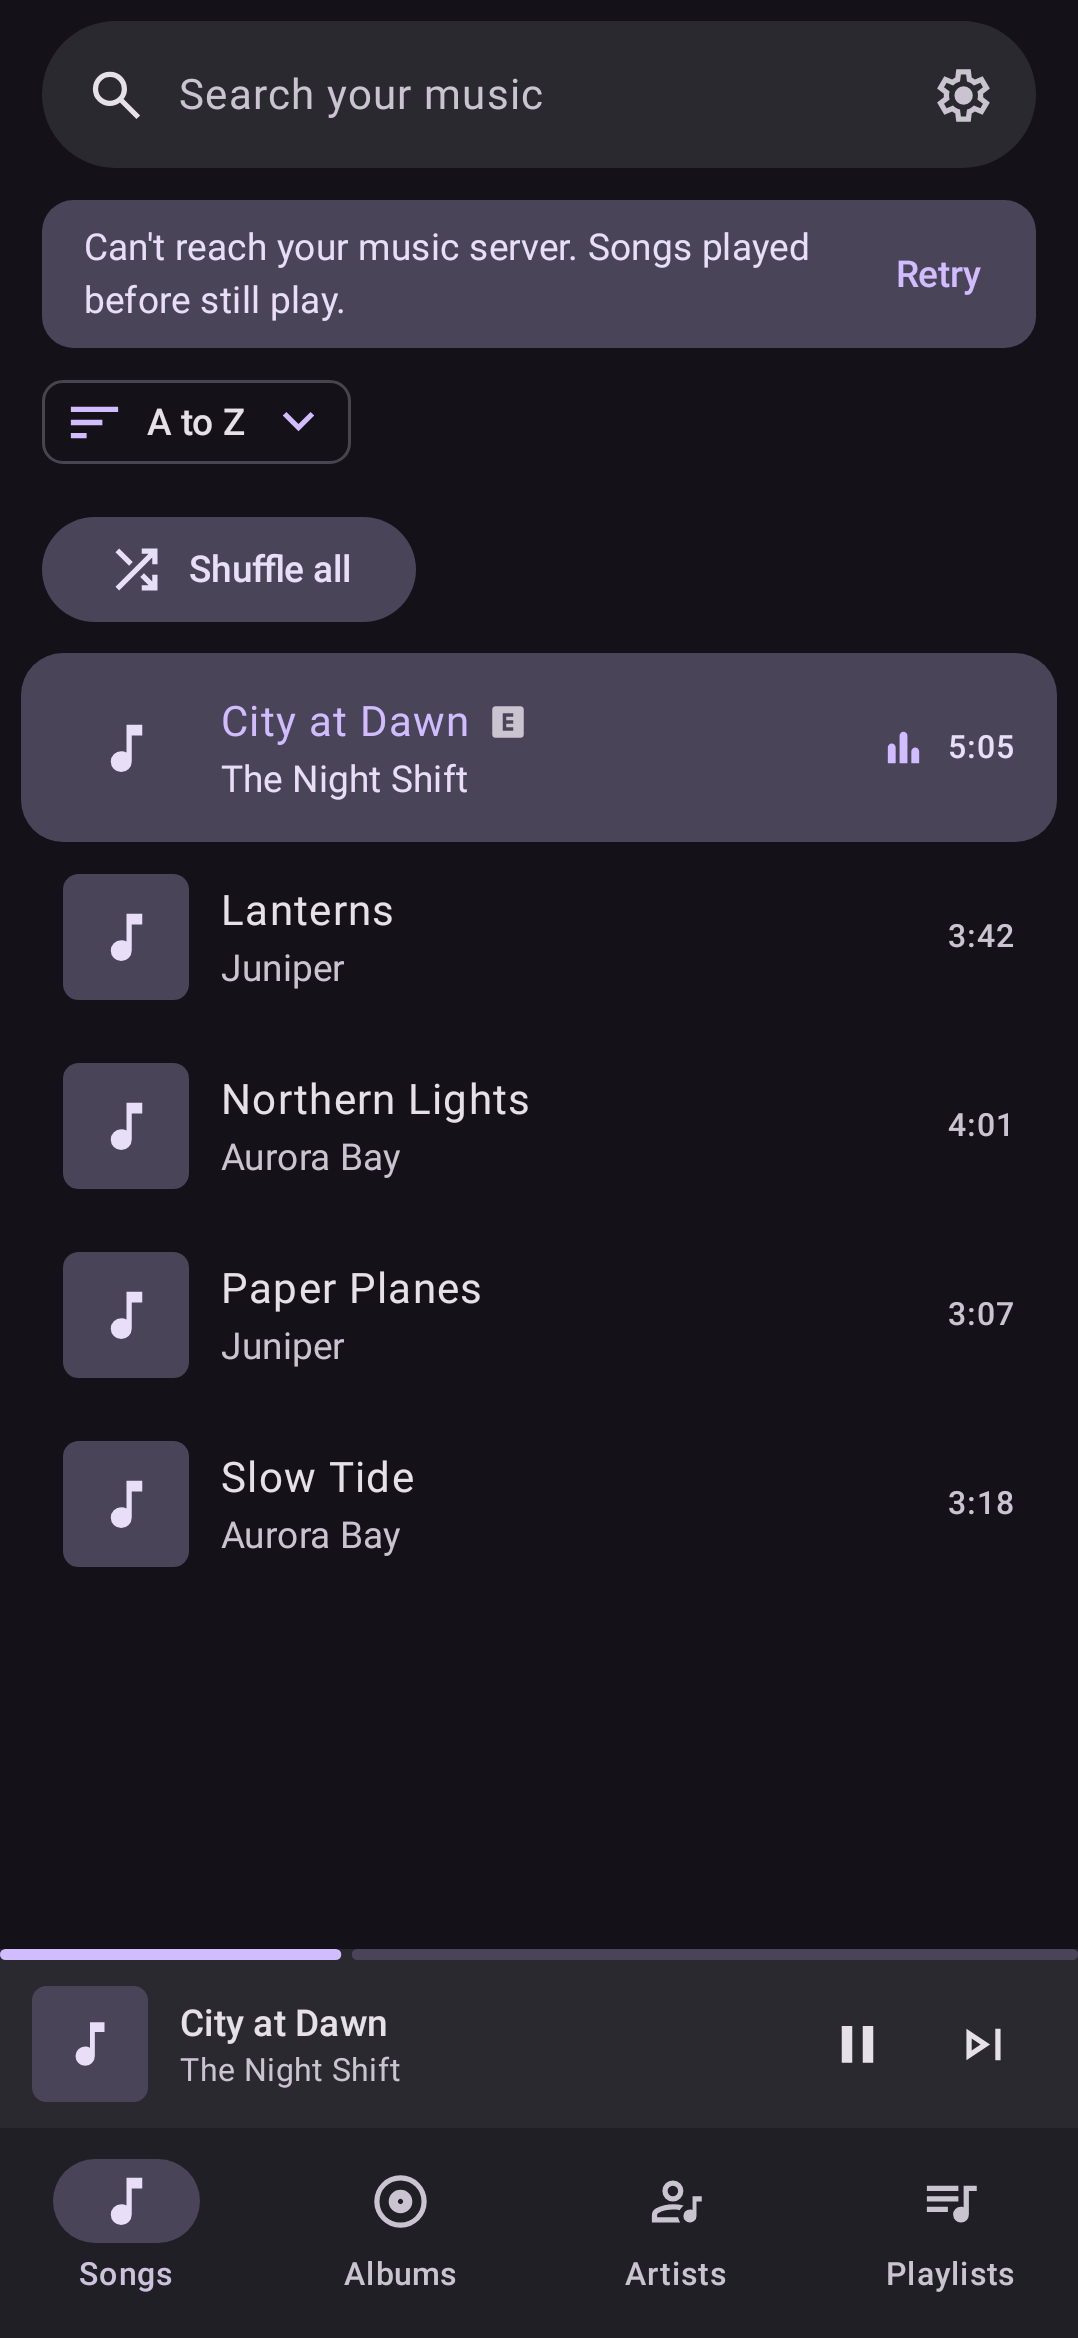 Search your music
Can't reach your music server. Songs played
before still play.
Retry
A to Z
Shuffle all
City at Dawn E
The Night Shift
5:05
Lanterns
Juniper
3:42
Northern Lights
Aurora Bay
4:01
Paper Planes
Juniper
3:07
Slow Tide
Aurora Bay
3:18
City at Dawn
The Night Shift
Songs
Albums
Artists
Playlists